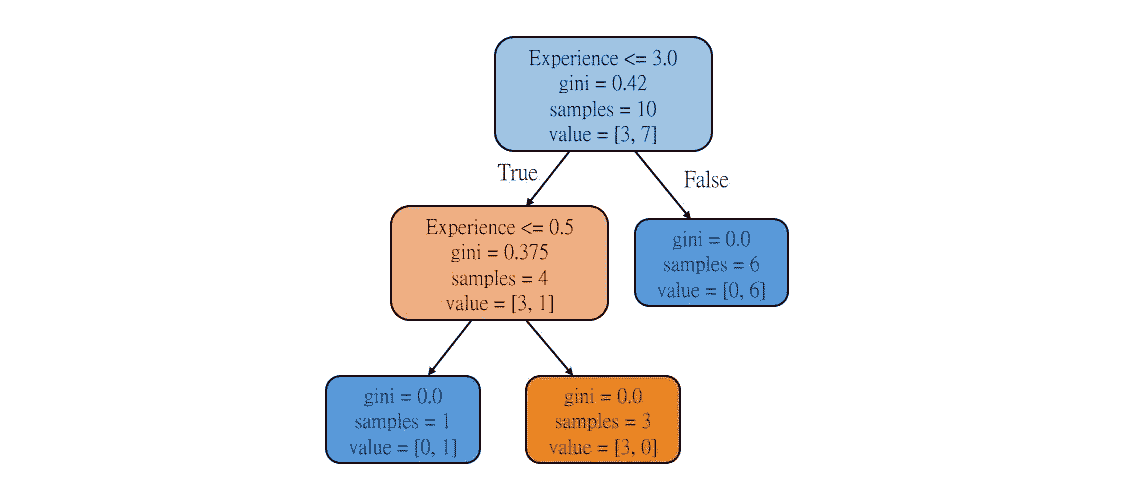 Experience <= 3.0
gini = 0.42
samples = 10
value = [3, 7]
True
False
Experience <= 0.5
gini = 0.375
samples = 4
value = [3, 1]
gini = 0.0
samples = 6
value = [0, 6]
gini = 0.0
samples = 1
value = [0, 1]
gini = 0.0
samples = 3
value = [3, 0]